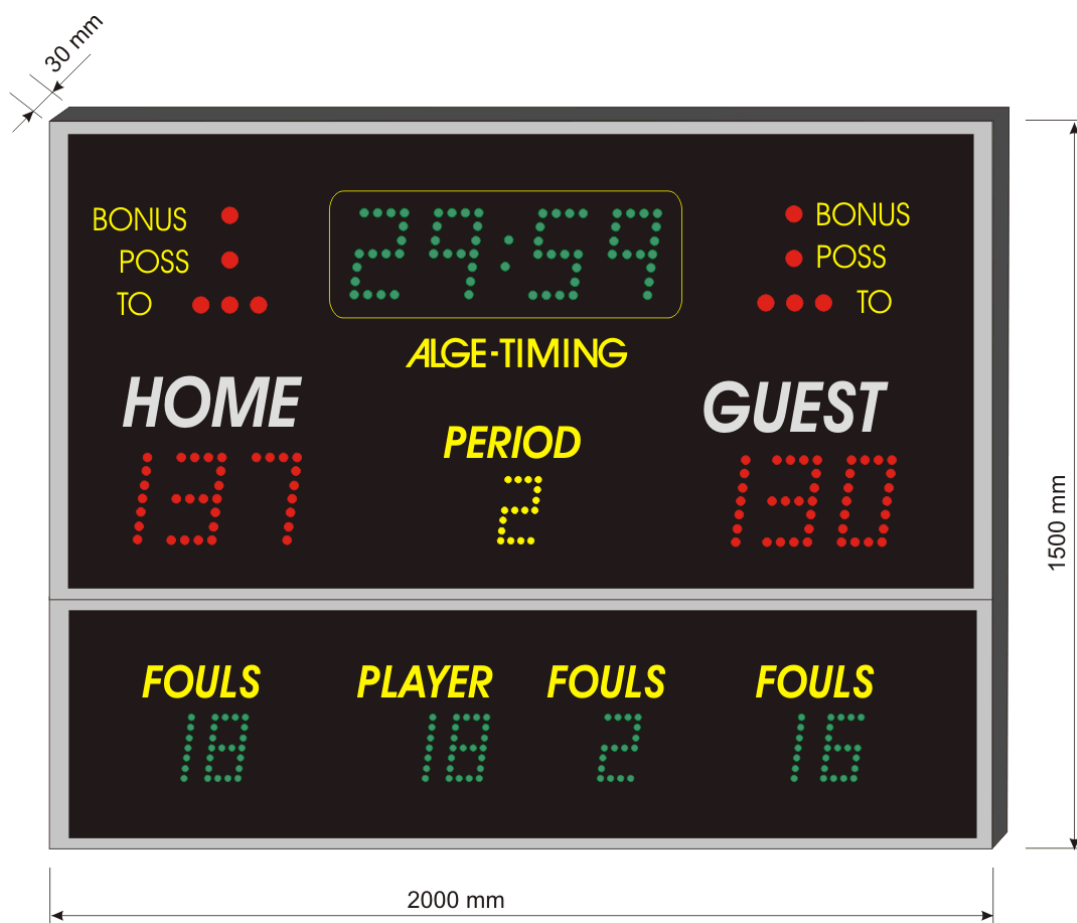 30 mm
BONUS
POSS
TO
29:59
BONUS
POSS
TO
ALGE-TIMING
HOME
GUEST
PERIOD
137
2
130
1500 mm
FOULS PLAYER FOULS FOULS
18 18 2 16
2000 mm